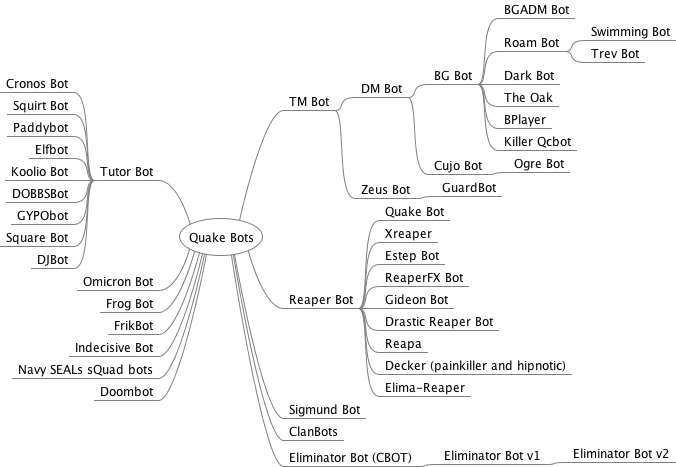 Quake Bots
Tutor Bot
Cronos Bot
Squirt Bot
Paddybot
Elfbot
Koolio Bot
DOBBSBot
GYPObot
Square Bot
DJBot
Omicron Bot
Frog Bot
FrikBot
Indecisive Bot
Navy SEALs sQuad bots
Doombot
TM Bot
DM Bot
BG Bot
BGADM Bot
Roam Bot
Swimming Bot
Trev Bot
Dark Bot
The Oak
BPlayer
Killer Qcbot
Cujo Bot
Ogre Bot
Zeus Bot
GuardBot
Reaper Bot
Quake Bot
Xreaper
Estep Bot
ReaperFX Bot
Gideon Bot
Drastic Reaper Bot
Reapa
Decker (painkiller and hipnotic)
Elima-Reaper
Sigmund Bot
ClanBots
Eliminator Bot (CBOT)
Eliminator Bot v1
Eliminator Bot v2